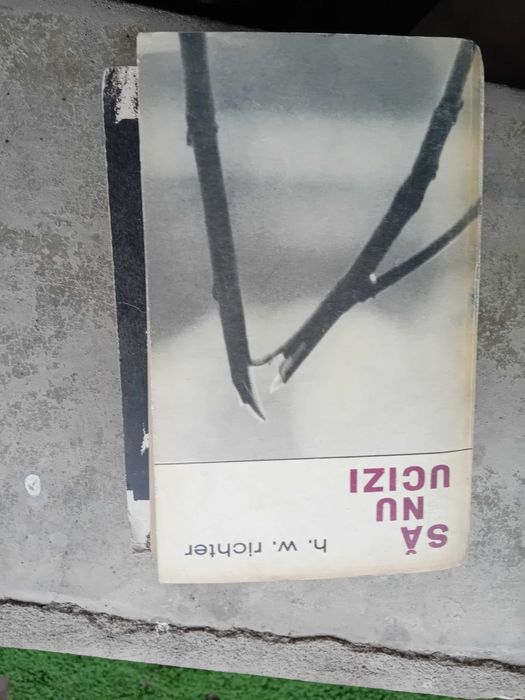 h. w. richter
SĂ
NU
UCIZI